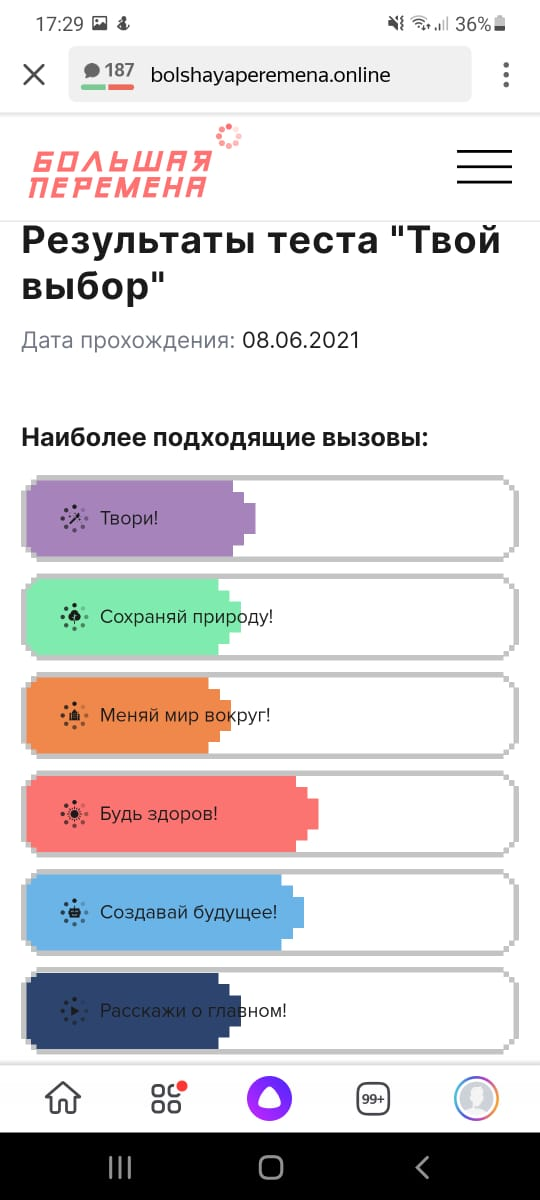 17:29
36%
187 bolshayaperemena.online
БОЛЬШАЯ
ПЕРЕМЕНА
Результаты теста "Твой
выбор"
Дата прохождения: 08.06.2021
Наиболее подходящие вызовы:
Твори!
Сохраняй природу!
Меняй мир вокруг!
Будь здоров!
Создавай будущее!
Расскажи о главном!
99+